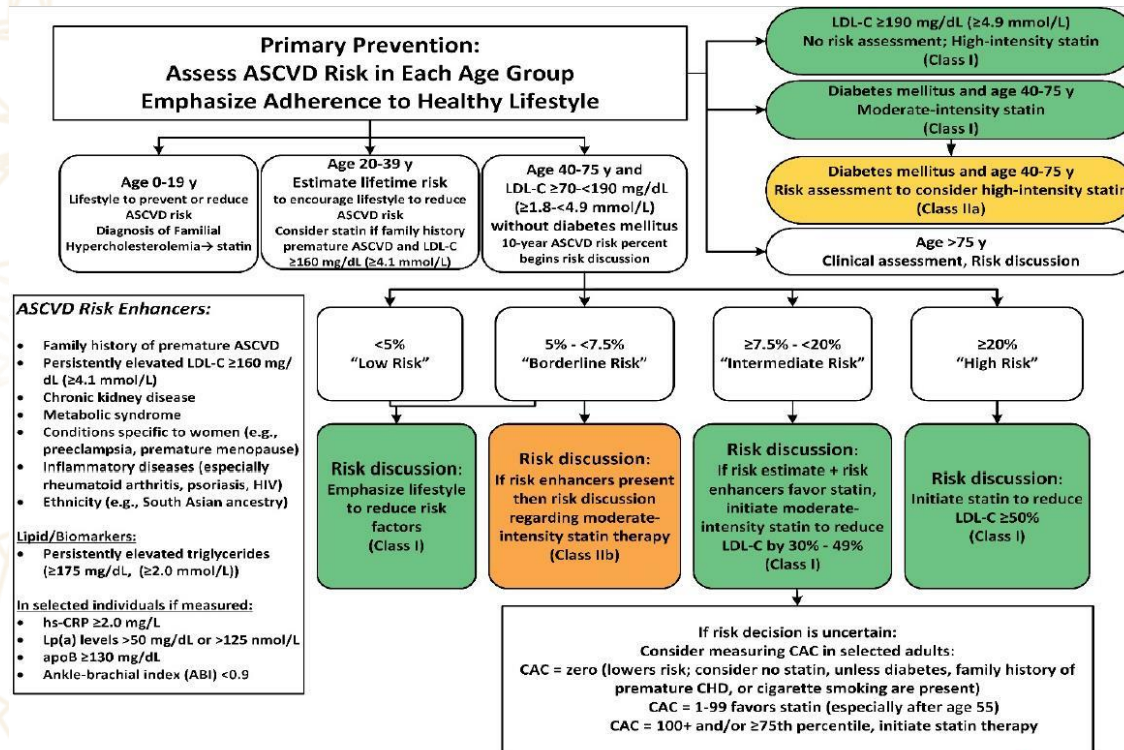 Primary Prevention:
Assess ASCVD Risk in Each Age Group
Emphasize Adherence to Healthy Lifestyle
LDL-C ≥190 mg/dL (≥4.9 mmol/L)
No risk assessment; High-intensity statin
(Class I)
Diabetes mellitus and age 40-75 y
Moderate-intensity statin
(Class I)
Diabetes mellitus and age 40-75 y
Risk assessment to consider high-intensity statin
(Class IIa)
Age >75 y
Clinical assessment, Risk discussion
Age 0-19 y
Lifestyle to prevent or reduce
ASCVD risk
Diagnosis of Familial
Hypercholesterolemia→ statin
Age 20-39 y
Estimate lifetime risk
to encourage lifestyle to reduce
ASCVD risk
Consider statin if family history
premature ASCVD and LDL-C
≥160 mg/dL (≥4.1 mmol/L)
Age 40-75 y and
LDL-C ≥70-<190 mg/dL
(≥1.8-<4.9 mmol/L)
without diabetes mellitus
10-year ASCVD risk percent
begins risk discussion
ASCVD Risk Enhancers:
• Family history of premature ASCVD
• Persistently elevated LDL-C ≥160 mg/
dL (≥4.1 mmol/L)
• Chronic kidney disease
• Metabolic syndrome
• Conditions specific to women (e.g.,
preeclampsia, premature menopause)
• Inflammatory diseases (especially
rheumatoid arthritis, psoriasis, HIV)
• Ethnicity (e.g., South Asian ancestry)
Lipid/Biomarkers:
• Persistently elevated triglycerides
(≥175 mg/dL, (≥2.0 mmol/L))
In selected individuals if measured:
• hs-CRP ≥2.0 mg/L
• Lp(a) levels >50 mg/dL or >125 nmol/L
• apoB ≥130 mg/dL
• Ankle-brachial index (ABI) <0.9
<5%
"Low Risk"
5% - <7.5%
"Borderline Risk"
≥7.5% - <20%
"Intermediate Risk"
≥20%
"High Risk"
Risk discussion:
Emphasize lifestyle
to reduce risk
factors
(Class I)
Risk discussion:
If risk enhancers present
then risk discussion
regarding moderate-
intensity statin therapy
(Class IIb)
Risk discussion:
If risk estimate + risk
enhancers favor statin,
initiate moderate-
intensity statin to reduce
LDL-C by 30% - 49%
(Class I)
Risk discussion:
Initiate statin to reduce
LDL-C ≥50%
(Class I)
If risk decision is uncertain:
Consider measuring CAC in selected adults:
CAC = zero (lowers risk; consider no statin, unless diabetes, family history of
premature CHD, or cigarette smoking are present)
CAC = 1-99 favors statin (especially after age 55)
CAC = 100+ and/or ≥75th percentile, initiate statin therapy